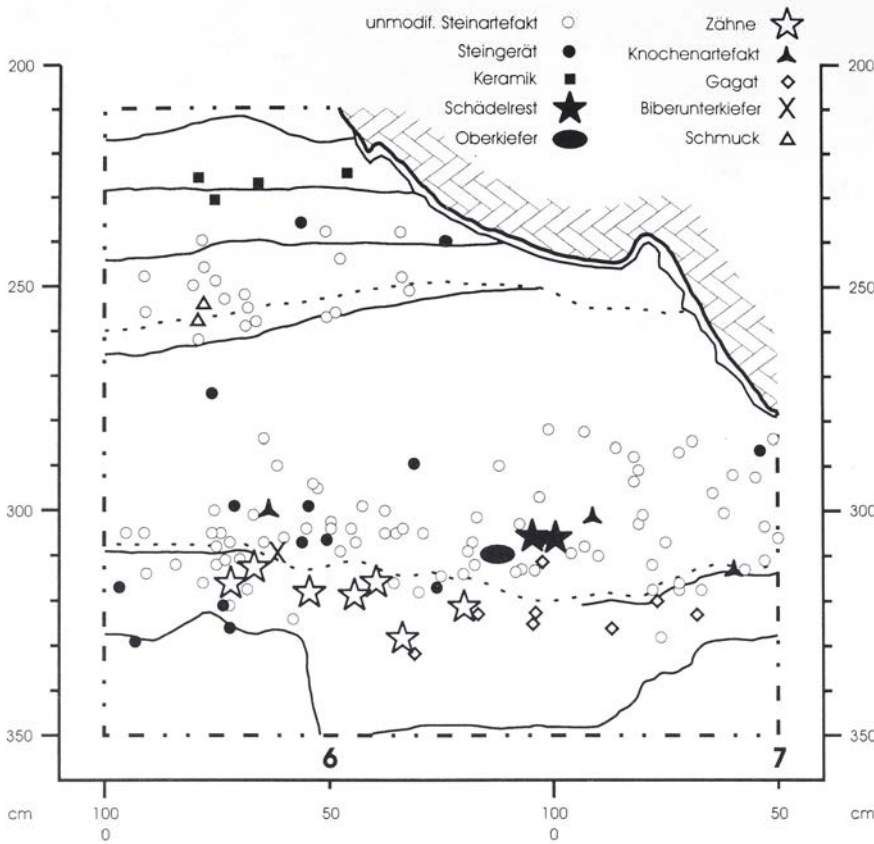 unmodif. Steinartefakt
Steingerät
Keramik
Schädelrest
Oberkiefer
Zähne
Knochenartefakt
Gagat
Biberunterkiefer
Schmuck
200
250
300
350
200
250
300
350
6
7
cm
100
0
50
100
0
50
cm